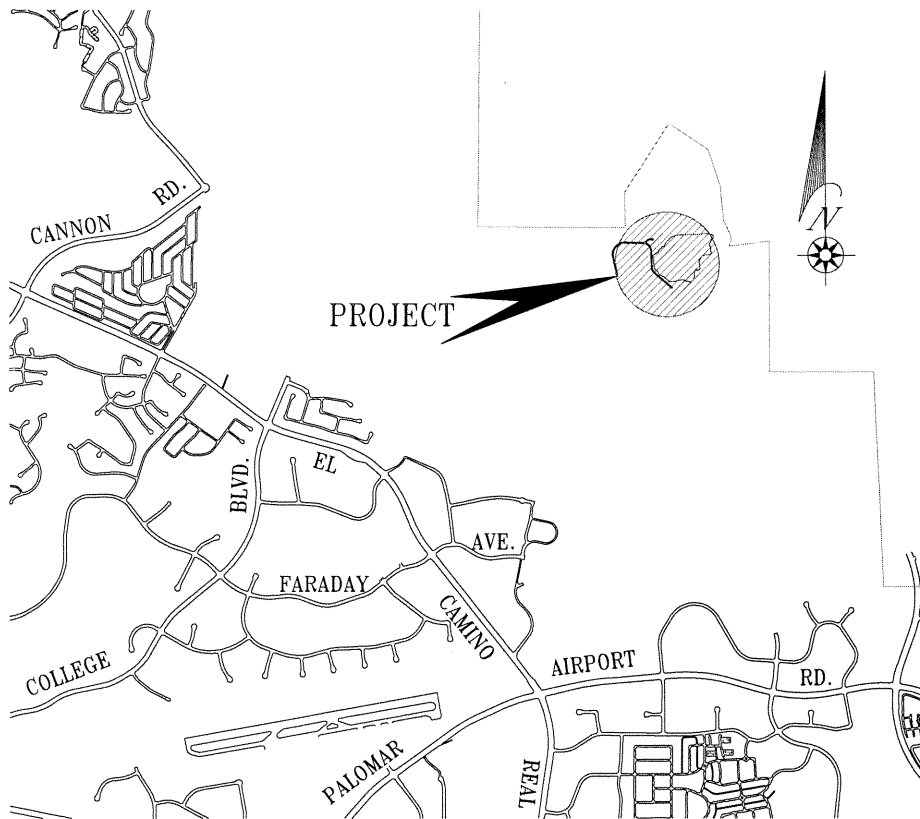 CANNON
RD.
N
PROJECT
EL
BLVD.
AVE.
FARADAY
CAMINO
COLLEGE
AIRPORT
RD.
PALOMAR
REAL